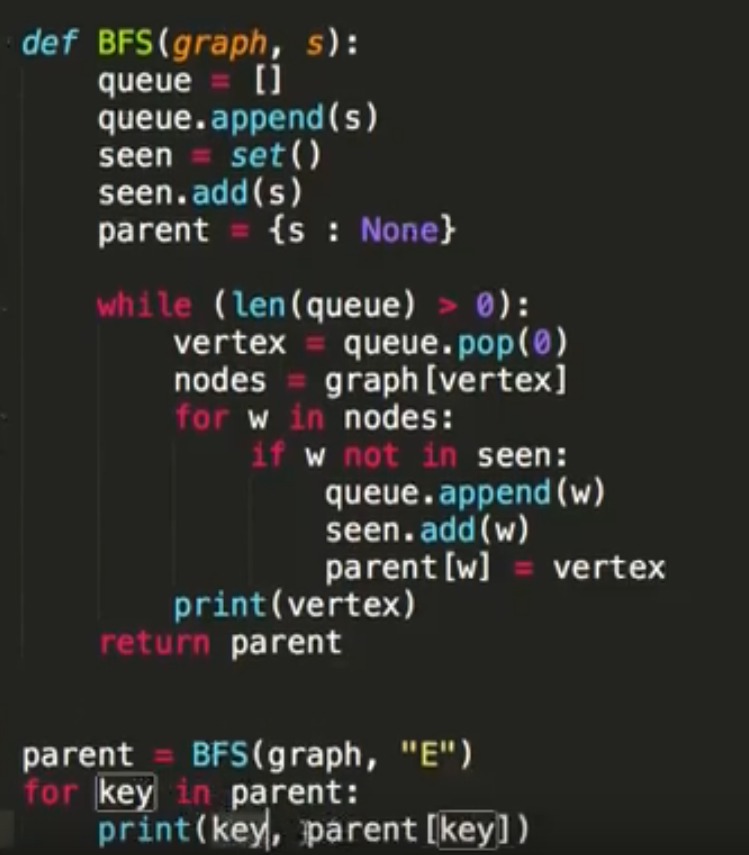 def BFS(graph, s):
    queue = []
    queue.append(s)
    seen = set()
    seen.add(s)
    parent = {s : None}

    while (len(queue) > 0):
        vertex = queue.pop(0)
        nodes = graph[vertex]
        for w in nodes:
            if w not in seen:
                queue.append(w)
                seen.add(w)
                parent[w] = vertex
        print(vertex)
    return parent


parent = BFS(graph, "E")
for key in parent:
    print(key, parent[key])